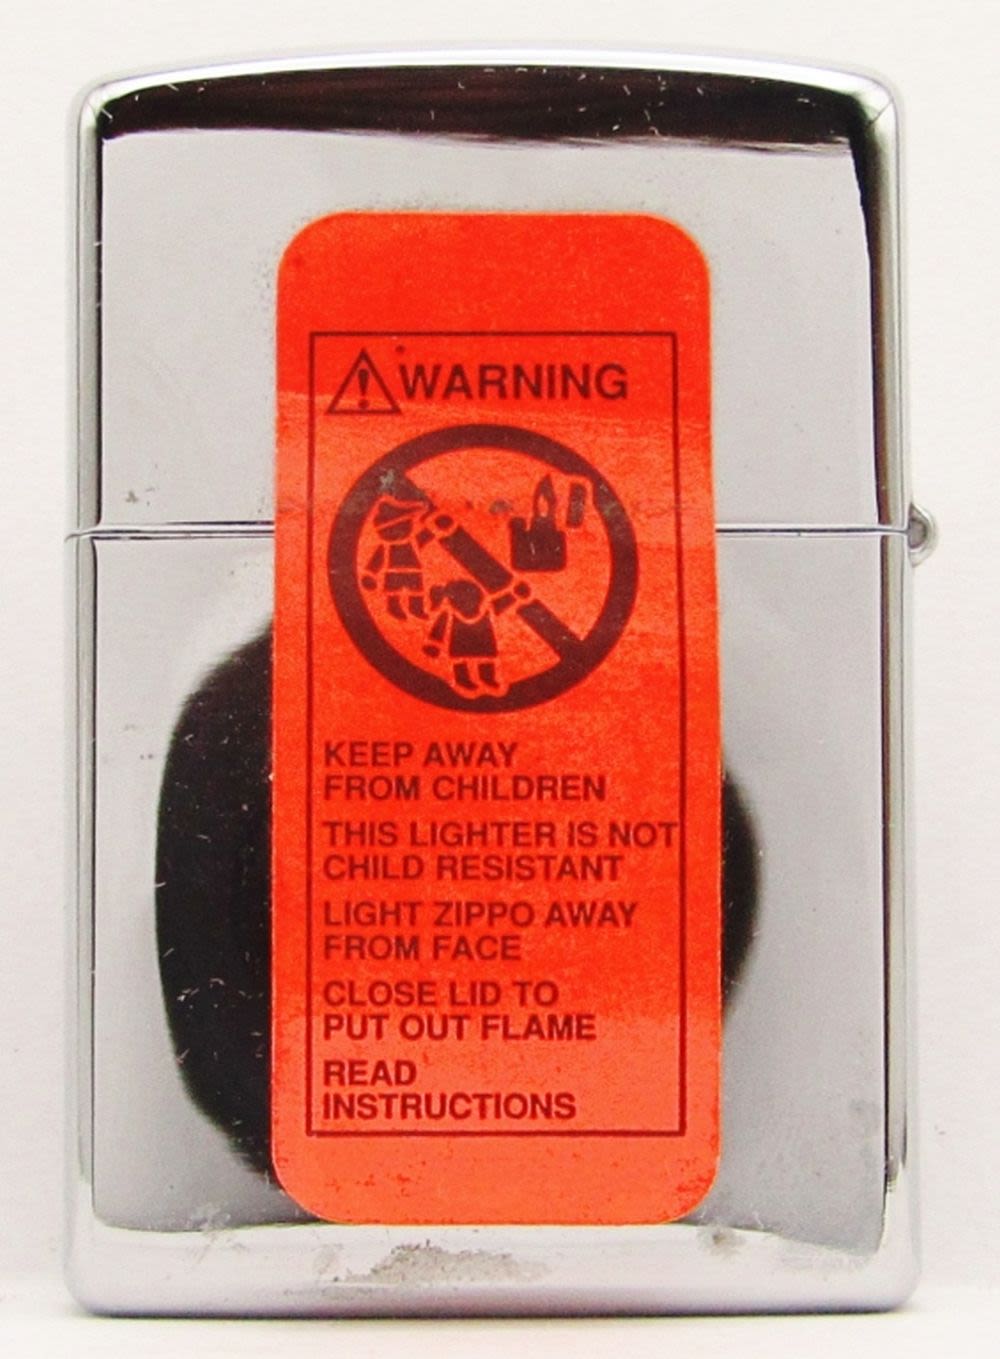 WARNING
KEEP AWAY
FROM CHILDREN
THIS LIGHTER IS NOT
CHILD RESISTANT
LIGHT ZIPPO AWAY
FROM FACE
CLOSE LID TO
PUT OUT FLAME
READ
INSTRUCTIONS